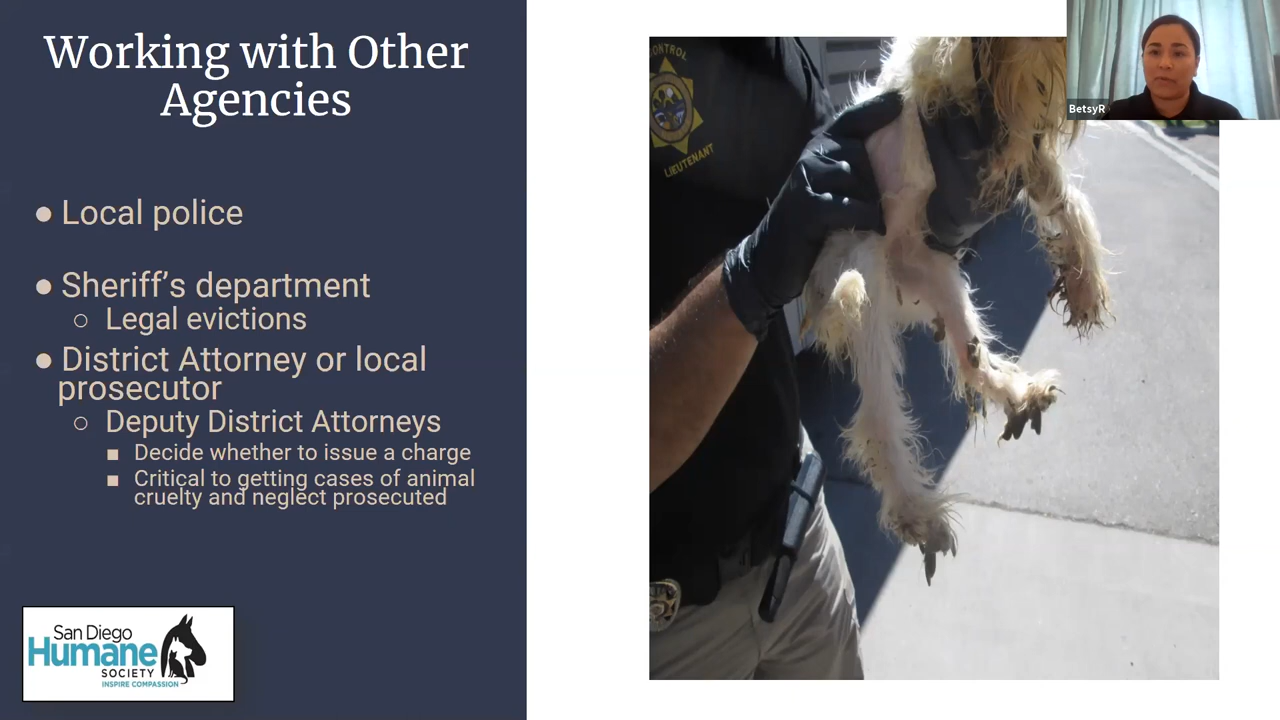 Working with Other
Agencies
● Local police
● Sheriff’s department
○ Legal evictions
● District Attorney or local
prosecutor
○ Deputy District Attorneys
■ Decide whether to issue a charge
■ Critical to getting cases of animal
cruelty and neglect prosecuted
San Diego
Humane
SOCIETY
INSPIRE COMPASSION
CONTROL
LIEUTENANT
BetsyR